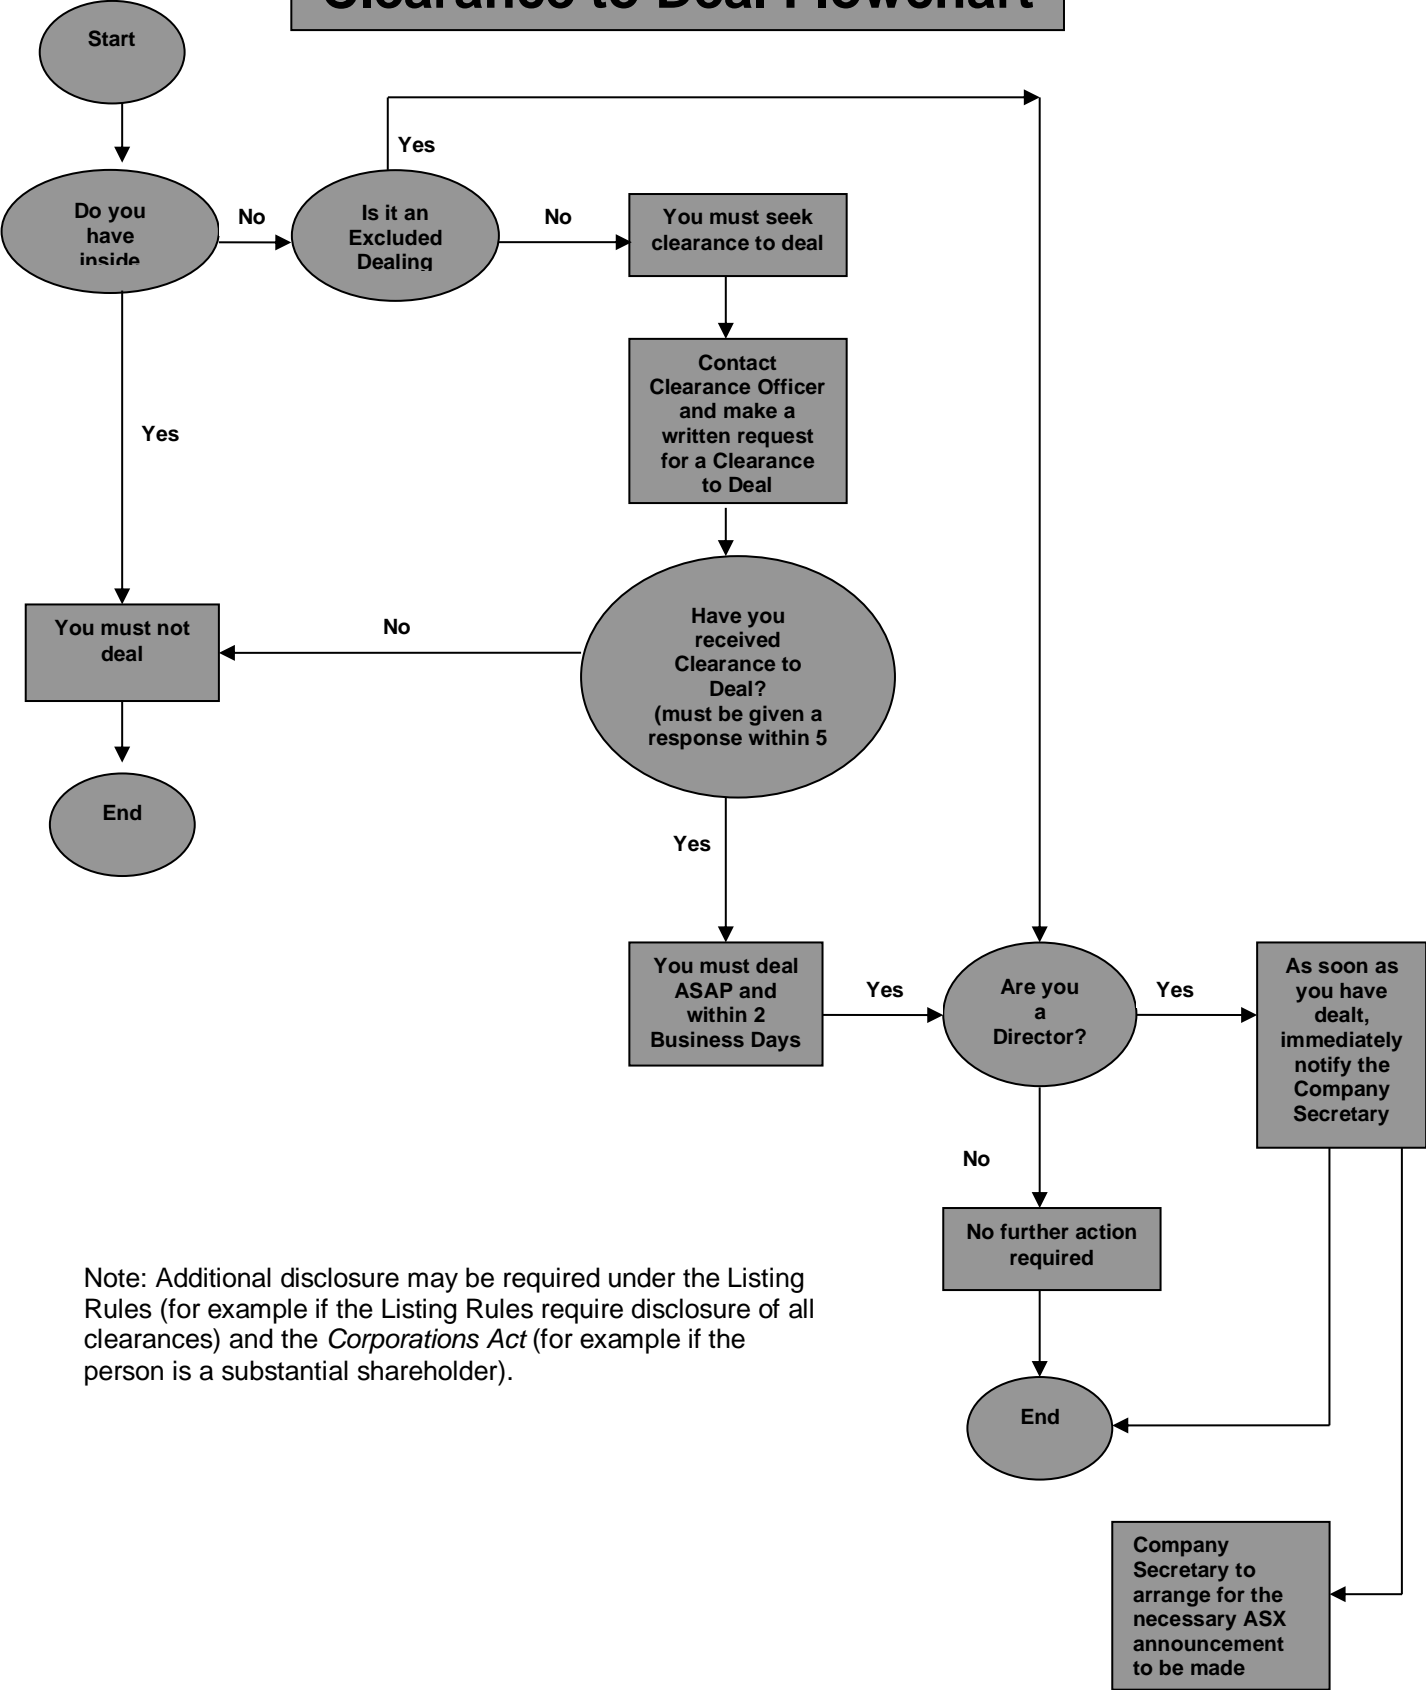 Clearance to Deal Flowchart
Start
Yes
Do you
have
inside
No
Is it an
Excluded
Dealing
No
You must seek
clearance to deal
Contact
Clearance Officer
and make a
written request
for a Clearance
to Deal
Yes
You must not
deal
No
Have you
received
Clearance to
Deal?
(must be given a
response within 5
End
Yes
You must deal
ASAP and
within 2
Business Days
Yes
Are you
a
Director?
Yes
As soon as
you have
dealt,
immediately
notify the
Company
Secretary
No
No further action
required
Note: Additional disclosure may be required under the Listing
Rules (for example if the Listing Rules require disclosure of all
clearances) and the Corporations Act (for example if the
person is a substantial shareholder).
End
Company
Secretary to
arrange for the
necessary ASX
announcement
to be made